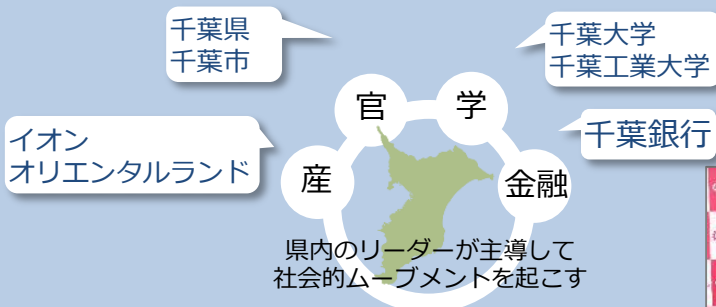 千葉県
千葉市
千葉大学
千葉工業大学
イオン
オリエンタルランド
千葉銀行
官
学
産
金融
県内のリーダーが主導して
社会的ムーブメントを起こす